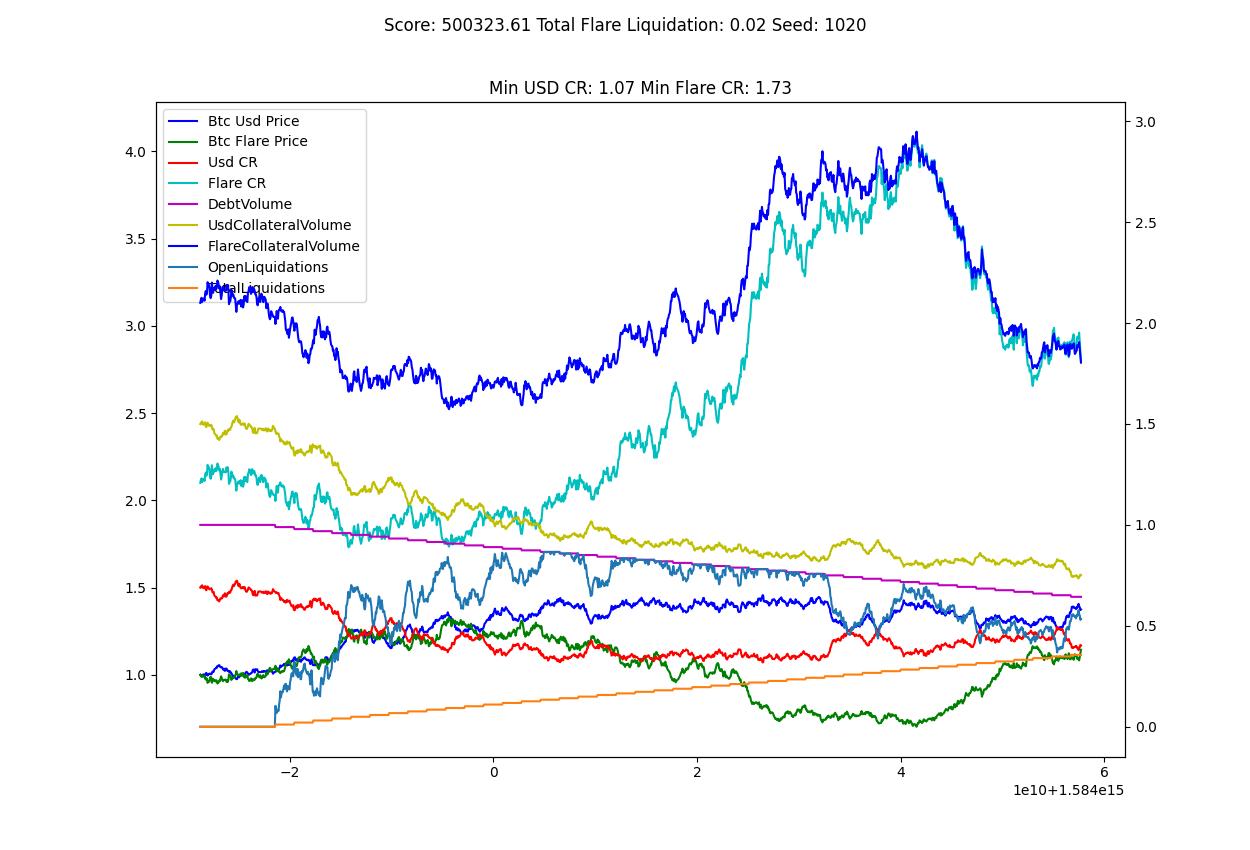 Score: 500323.61 Total Flare Liquidation: 0.02 Seed: 1020
Min USD CR: 1.07 Min Flare CR: 1.73
Btc Usd Price
Btc Flare Price
Usd CR
Flare CR
DebtVolume
UsdCollateralVolume
FlareCollateralVolume
OpenLiquidations
TotalLiquidations
4.0
3.5
3.0
2.5
2.0
1.5
1.0
3.0
2.5
2.0
1.5
1.0
0.5
0.0
−2
0
2
4
6
1e10+1.584e15